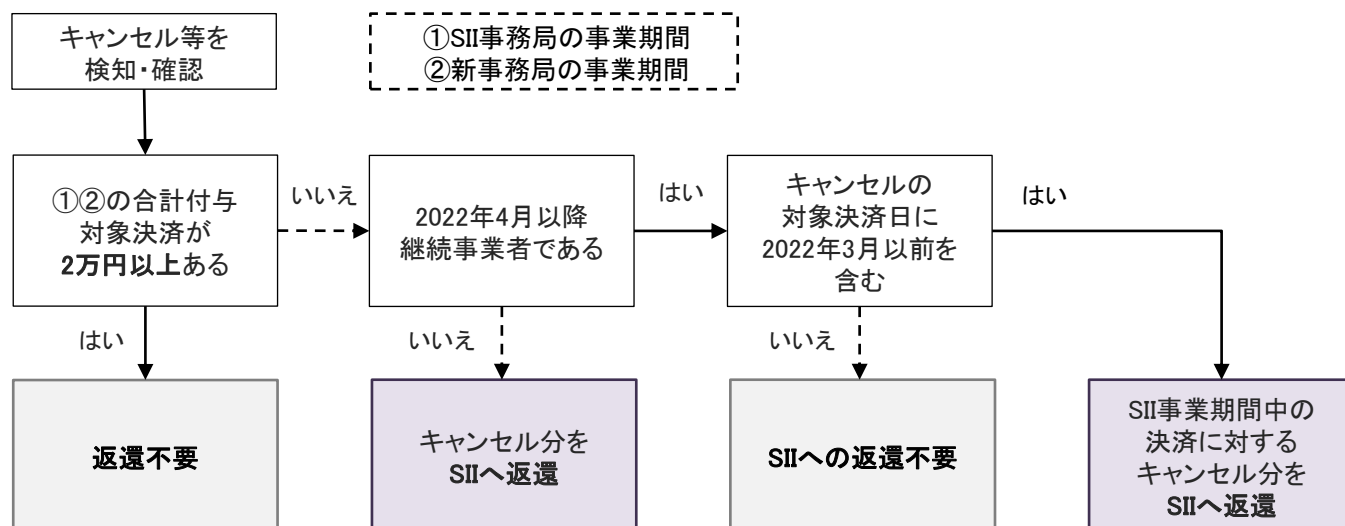 キャンセル等を
検知・確認
①SII事務局の事業期間
②新事務局の事業期間
①②の合計付与
対象決済が
2万円以上ある
いいえ
2022年4月以降
継続事業者である
はい
キャンセルの
対象決済日に
2022年3月以前を
含む
はい
はい
いいえ
いいえ
返還不要
キャンセル分を
SIIへ返還
SIIへの返還不要
SII事業期間中の
決済に対する
キャンセル分を
SIIへ返還